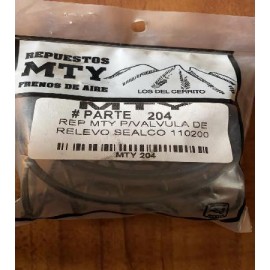 REPUESTOS
MTY
FRENOS DE AIRE
LOS DEL CERRITO
MTY
# PARTE 204
REP MTY P/VALVULA DE
RELEVO SEALCO 110200
MTY 204